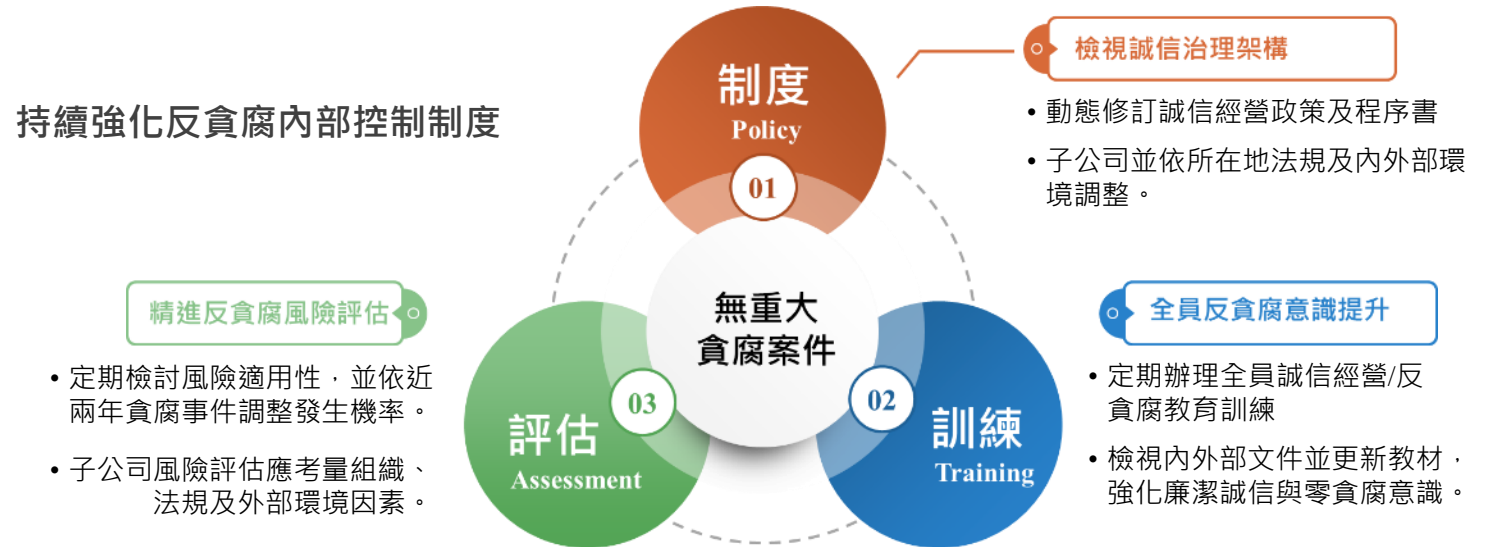 持續強化反貪腐內部控制制度
制度
Policy
01
檢視誠信治理架構
• 動態修訂誠信經營政策及程序書
• 子公司並依所在地法規及內外部環
境調整。
無重大
貪腐案件
精進反貪腐風險評估
• 定期檢討風險適用性，並依近
兩年貪腐事件調整發生機率。
• 子公司風險評估應考量組織、
法規及外部環境因素。
03
評估
Assessment
02
訓練
Training
全員反貪腐意識提升
• 定期辦理全員誠信經營/反
貪腐教育訓練
• 檢視內外部文件並更新教材，
強化廉潔誠信與零貪腐意識。